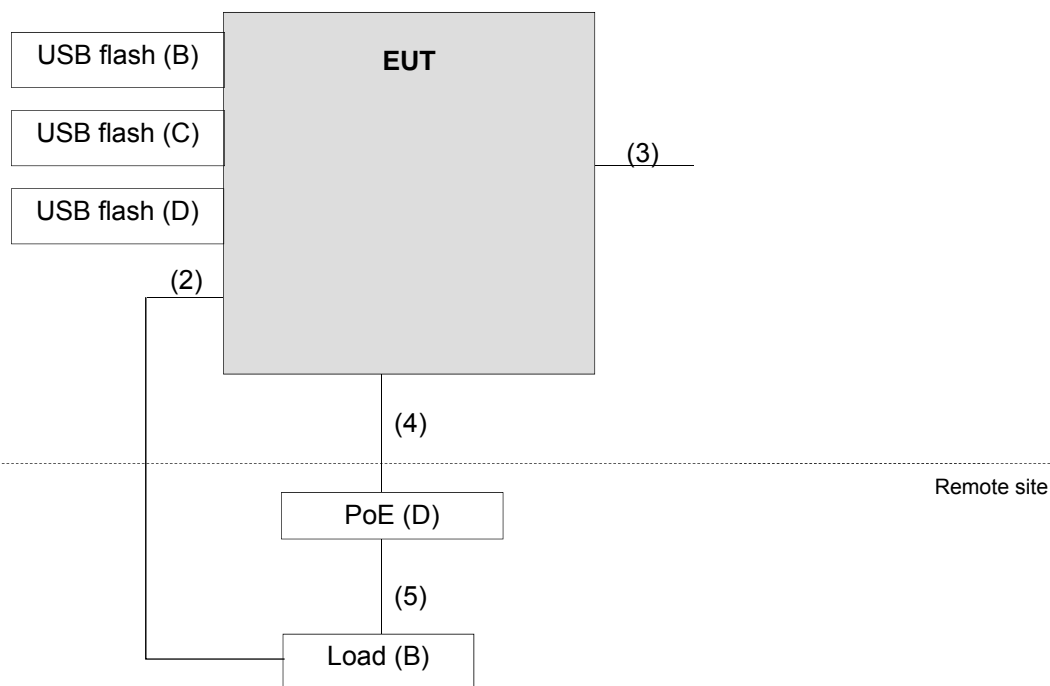 USB flash (B)
EUT
USB flash (C)
(3)
USB flash (D)
(2)
(4)
Remote site
PoE (D)
(5)
Load (B)